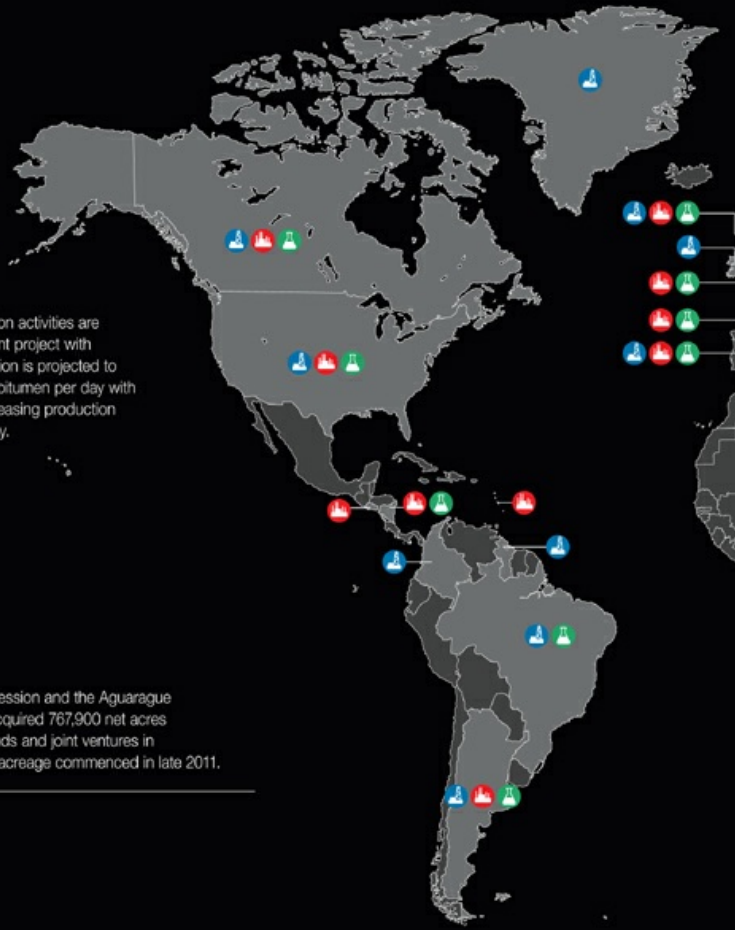 on activities are
nt project with
ion is projected to
bitumen per day with
easing production
y.
ession and the Aguarague
cquired 767,900 net acres
ds and joint ventures in
acreage commenced in late 2011.